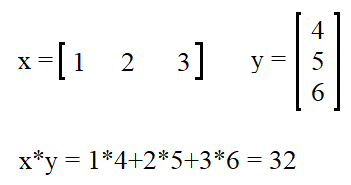 x = [ 1 2 3 ] y = [ 4 5 6 ]
x*y = 1*4+2*5+3*6 = 32